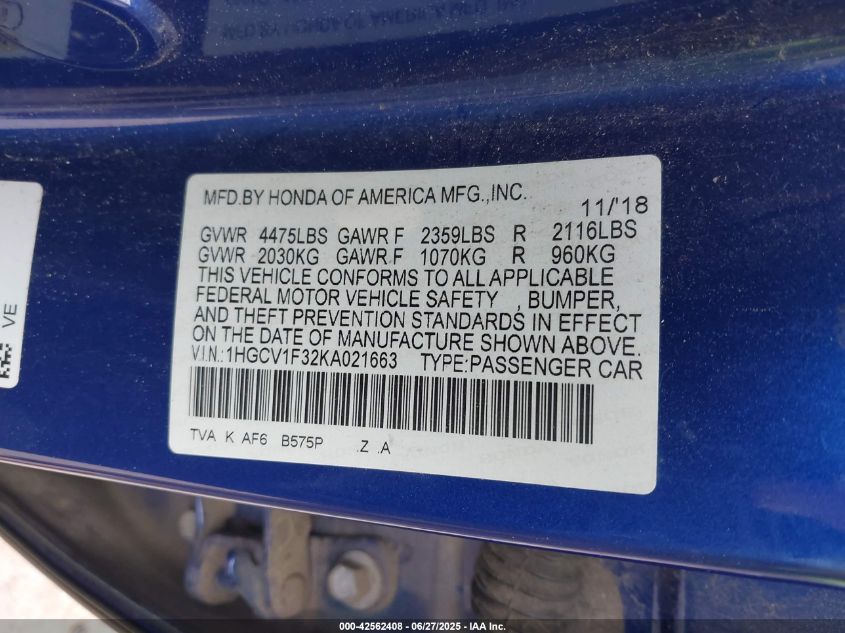 MFD.BY HONDA OF AMERICA MFG.,INC.
11/'18
GVWR 4475LBS GAWR F 2359LBS R 2116LBS
GVWR 2030KG GAWR F 1070KG R 960KG
THIS VEHICLE CONFORMS TO ALL APPLICABLE
FEDERAL MOTOR VEHICLE SAFETY , BUMPER,
AND THEFT PREVENTION STANDARDS IN EFFECT
ON THE DATE OF MANUFACTURE SHOWN ABOVE.
V.I.N.:1HGCV1F32KA021663 TYPE:PASSENGER CAR
TVA K AF6 B575P .Z .A
VE
000-42562408 - 06/27/2025 - IAA Inc.